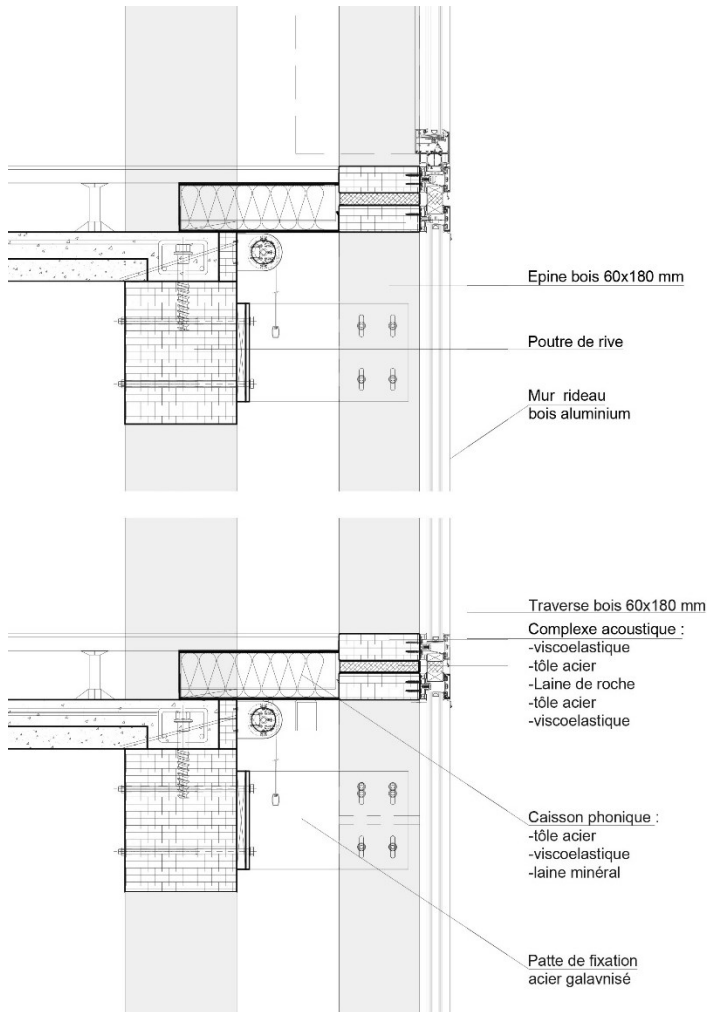 Epine bois 60x180 mm
Poutre de rive
Mur rideau
bois aluminium
Traverse bois 60x180 mm
Complexe acoustique :
-viscoelastique
-tôle acier
-Laine de roche
-tôle acier
-viscoelastique
Caisson phonique :
-tôle acier
-viscoelastique
-laine minéral
Patte de fixation
acier galavnisé